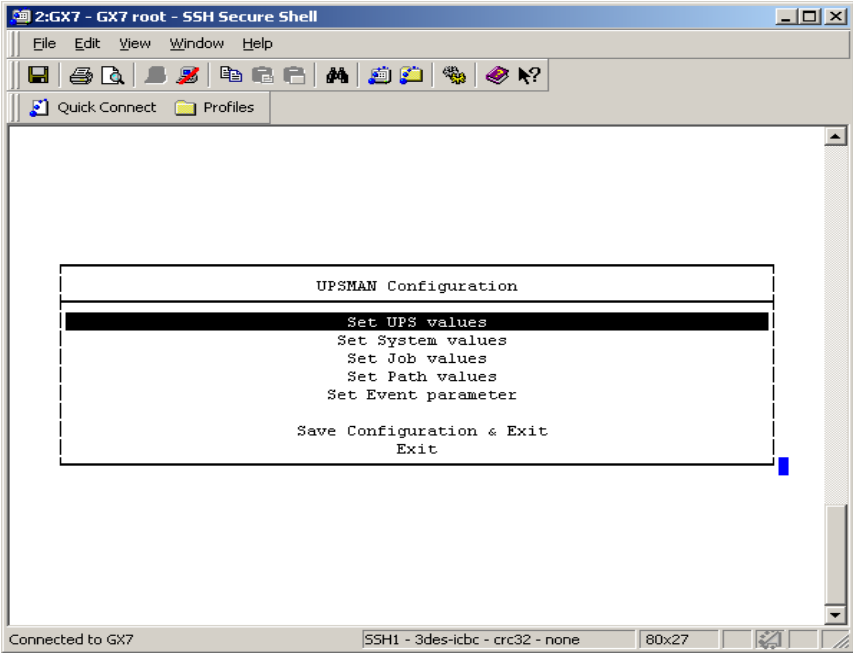 2:GX7 - GX7 root - SSH Secure Shell
File Edit View Window Help
Quick Connect Profiles
UPSMAN Configuration
Set UPS values
Set System values
Set Job values
Set Path values
Set Event parameter
Save Configuration & Exit
Exit
Connected to GX7 SSH1 - 3des-icbc - crc32 - none 80x27